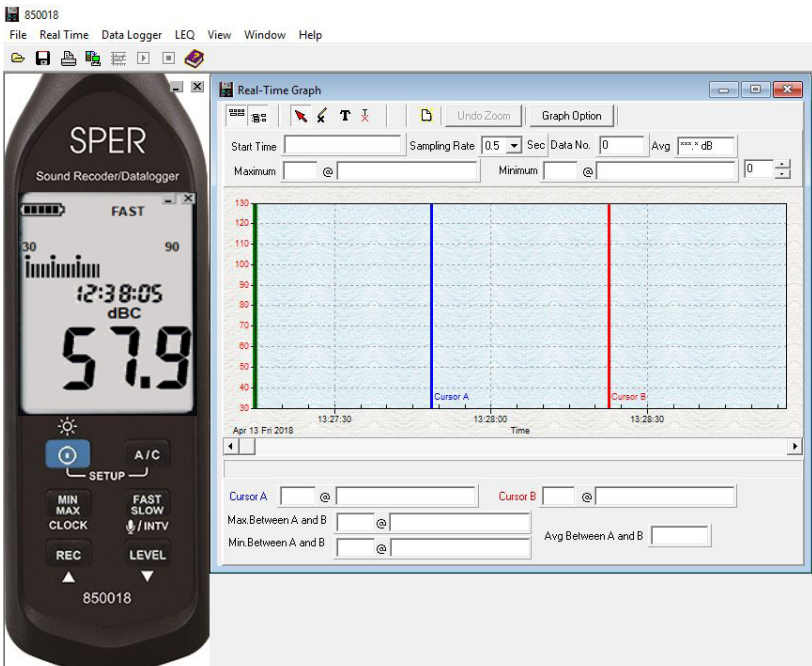 850018
File Real Time Data Logger LEQ View Window Help
SPER
Sound Recoder/Datalogger
FAST
30 90
12:38:05
dBC
57.9
A/C
SETUP
MIN MAX
CLOCK
FAST SLOW
/ INTV
REC
LEVEL
850018
Real-Time Graph
T
Undo Zoom Graph Option
Start Time Sampling Rate 0.5 Sec Data No. 0 Avg ***.* dB
Maximum @ Minimum @ 0
130
120
110
100
90
80
70
60
50
40
30
Cursor A Cursor B
13:27:30 13:28:00 13:28:30
Apr 13 Fri 2018 Time
Cursor A @ Cursor B @
Max.Between A and B @
Min.Between A and B @
Avg Between A and B